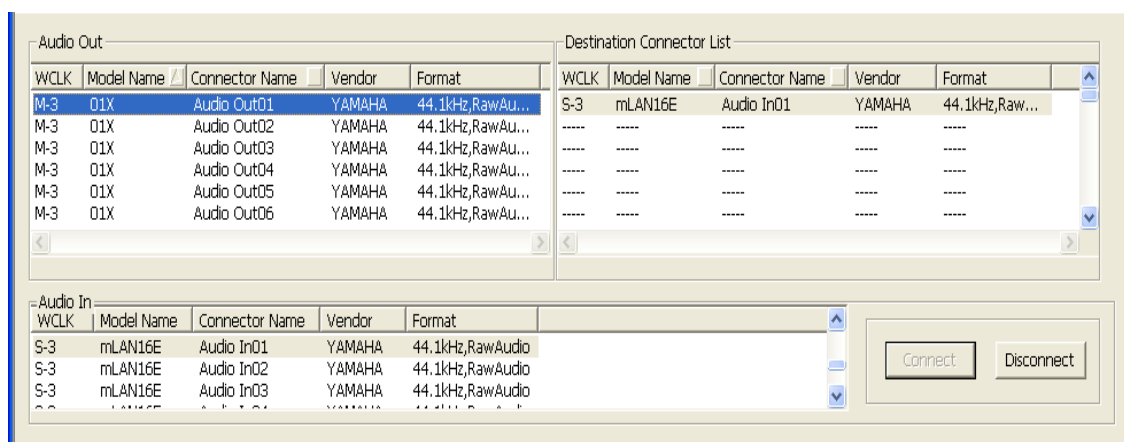 Audio Out
WCLK Model Name Connector Name Vendor Format
M-3 01X Audio Out01 YAMAHA 44.1kHz,RawAu...
M-3 01X Audio Out02 YAMAHA 44.1kHz,RawAu...
M-3 01X Audio Out03 YAMAHA 44.1kHz,RawAu...
M-3 01X Audio Out04 YAMAHA 44.1kHz,RawAu...
M-3 01X Audio Out05 YAMAHA 44.1kHz,RawAu...
M-3 01X Audio Out06 YAMAHA 44.1kHz,RawAu...
Destination Connector List
WCLK Model Name Connector Name Vendor Format
S-3 mLAN16E Audio In01 YAMAHA 44.1kHz,Raw...
----- ----- ----- ----- -----
----- ----- ----- ----- -----
----- ----- ----- ----- -----
----- ----- ----- ----- -----
----- ----- ----- ----- -----
Audio In
WCLK Model Name Connector Name Vendor Format
S-3 mLAN16E Audio In01 YAMAHA 44.1kHz,RawAudio
S-3 mLAN16E Audio In02 YAMAHA 44.1kHz,RawAudio
S-3 mLAN16E Audio In03 YAMAHA 44.1kHz,RawAudio
Connect
Disconnect